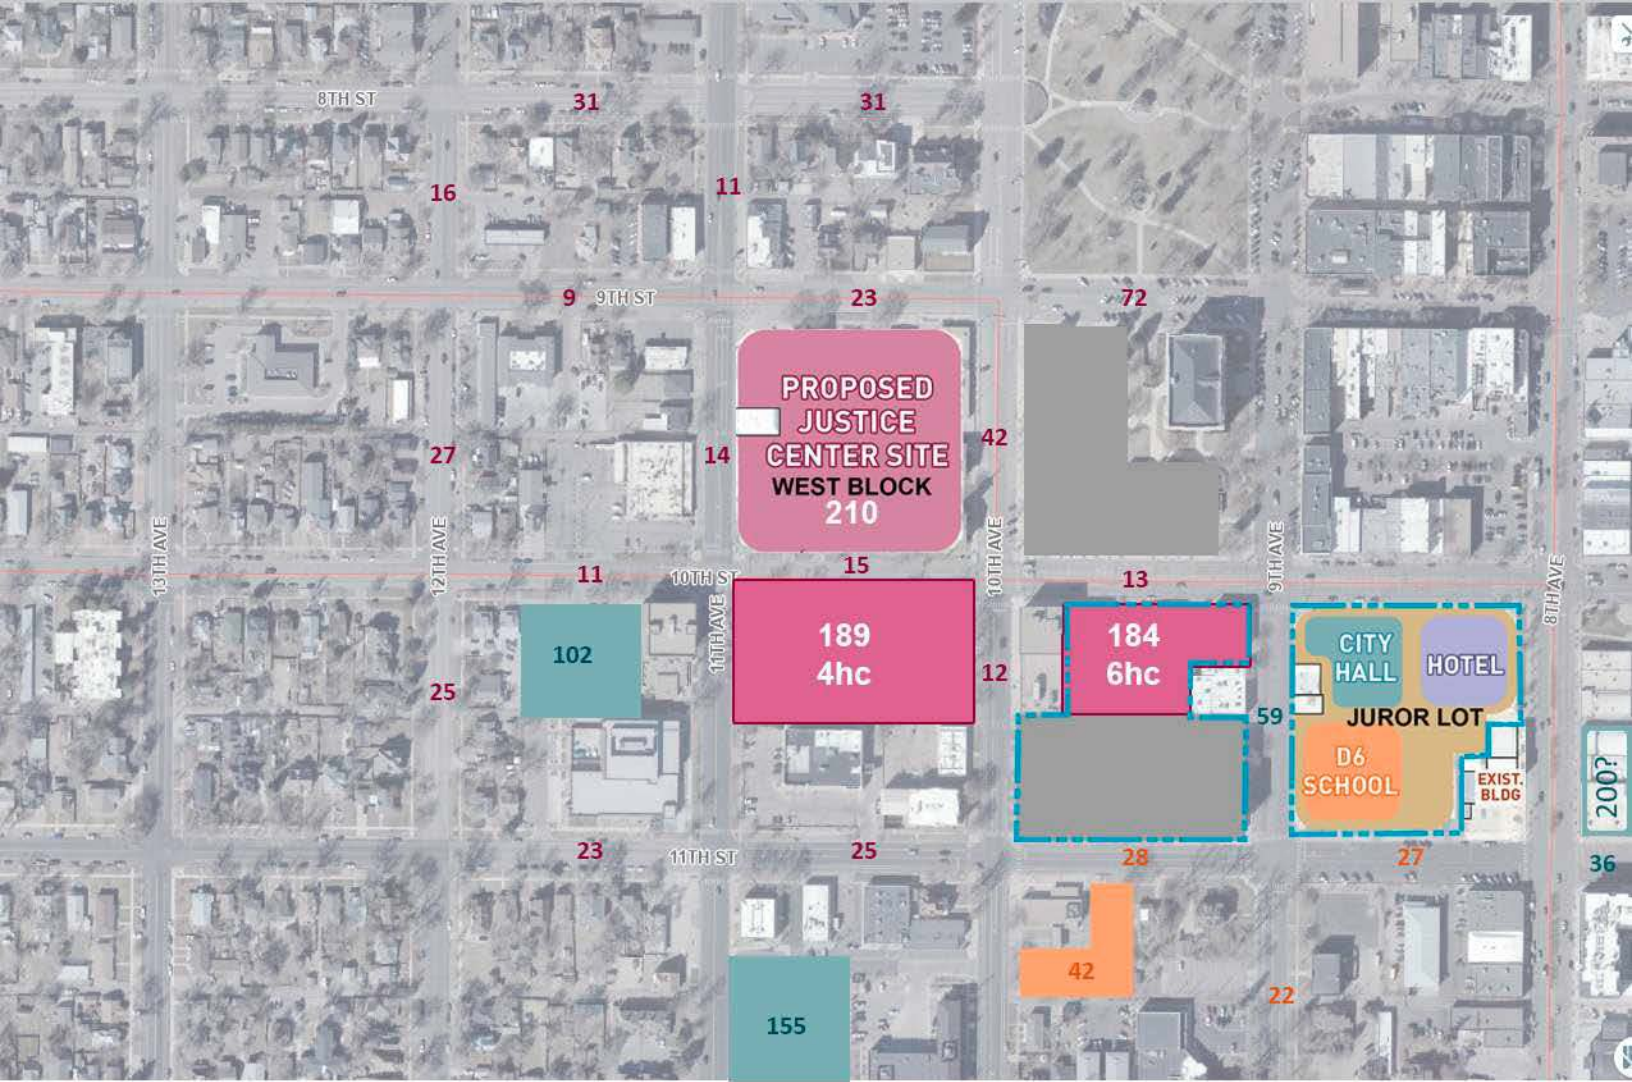 8TH ST
31
31
16
11
9
9TH ST
23
72
PROPOSED
JUSTICE
CENTER SITE
WEST BLOCK
210
27
14
42
13TH AVE
12TH AVE
10TH AVE
9TH AVE
8TH AVE
11
10TH ST
15
13
11TH AVE
102
189
4hc
184
6hc
CITY
HALL
HOTEL
25
12
59
JUROR LOT
D6
SCHOOL
EXIST.
BLDG
200?
23
11TH ST
25
28
27
36
42
22
155